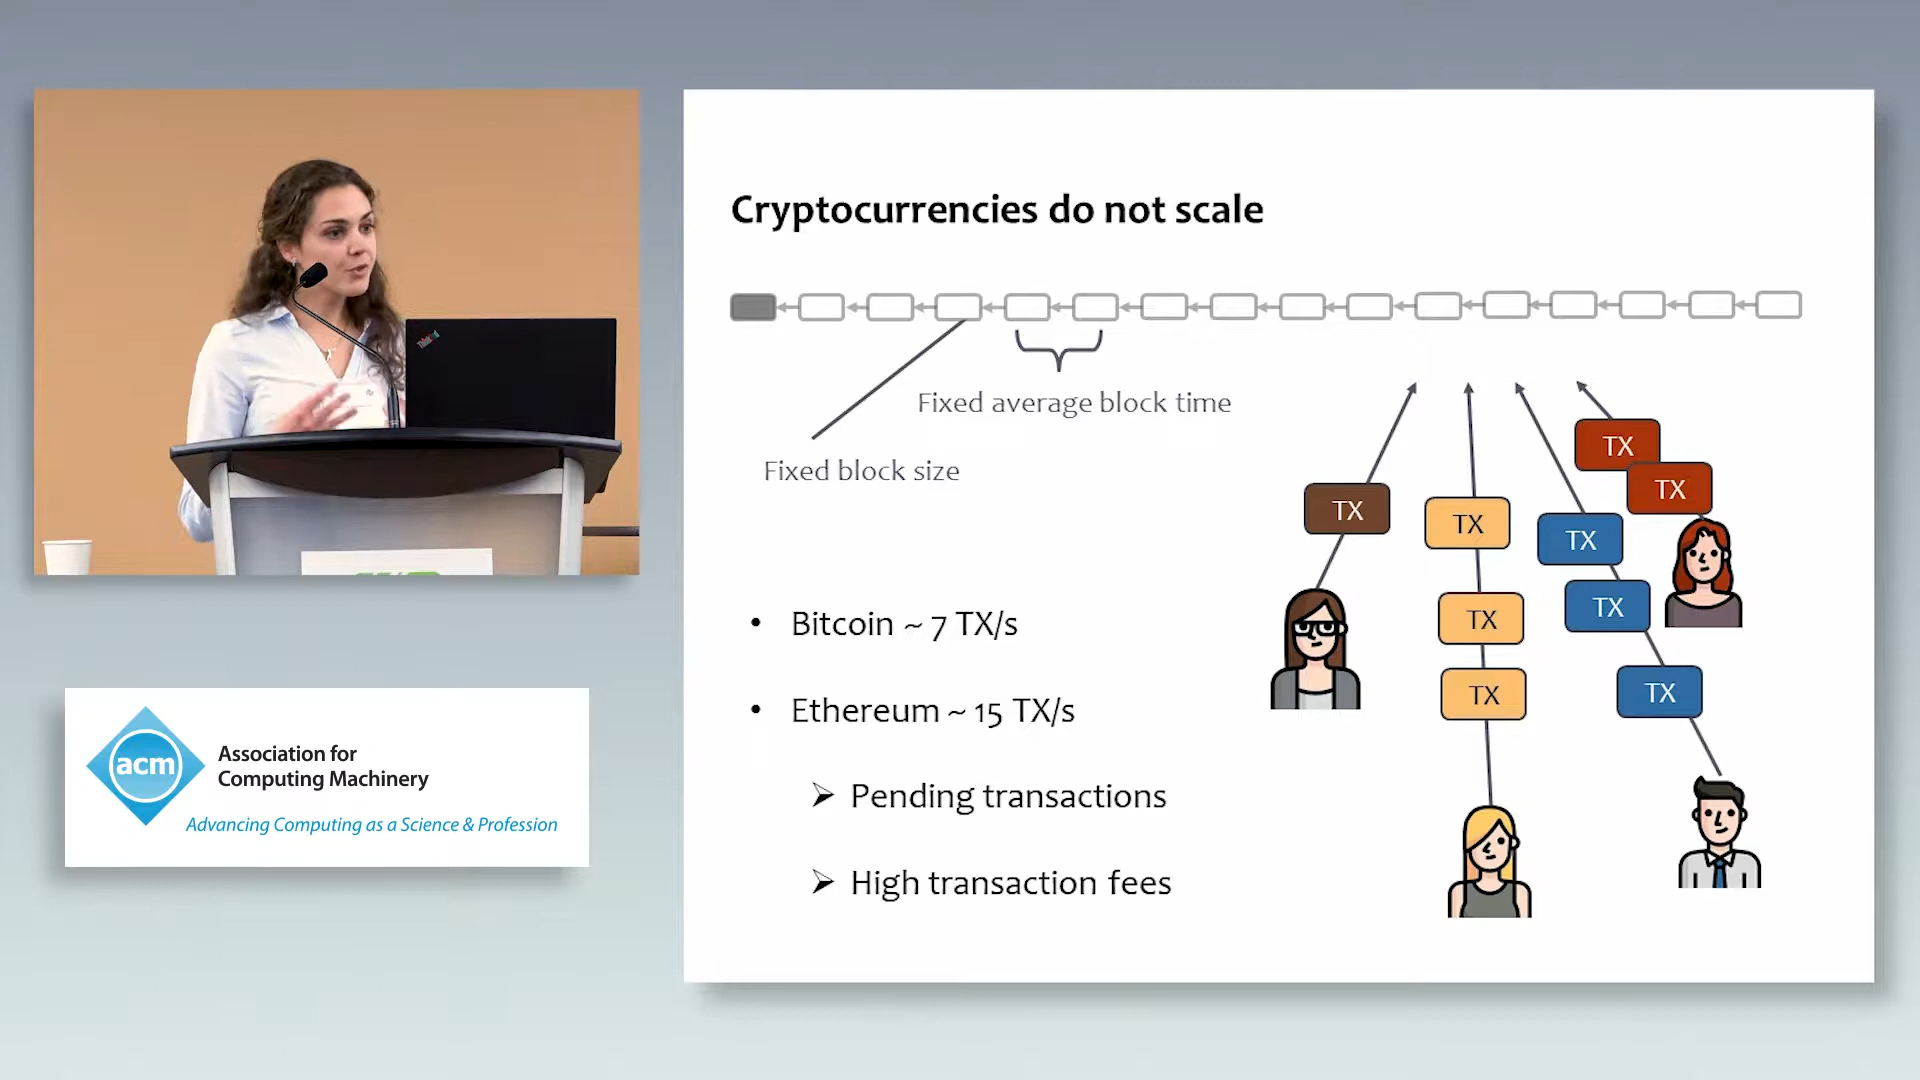 ThinkPad
acm
Association for
Computing Machinery
Advancing Computing as a Science & Profession
Cryptocurrencies do not scale
Fixed average block time
Fixed block size
• Bitcoin ~ 7 TX/s
• Ethereum ~ 15 TX/s
➢ Pending transactions
➢ High transaction fees
TX
TX
TX
TX
TX
TX
TX
TX
TX